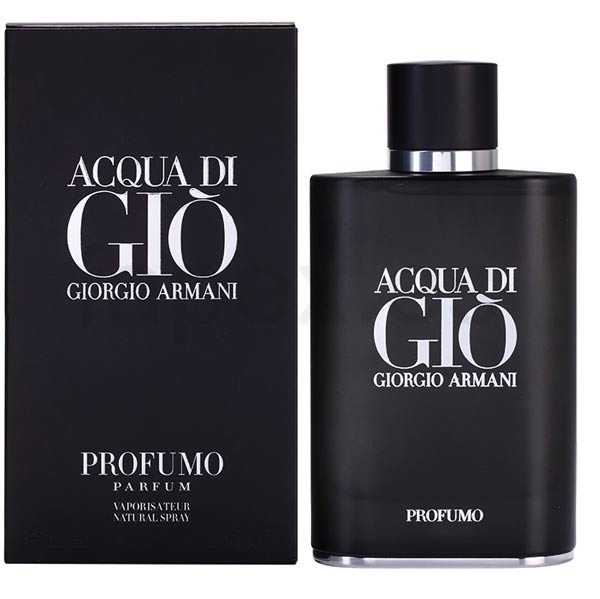 ACQUA DI
GIÒ
GIORGIO ARMANI
PROFUMO
PARFUM
VAPORISATEUR
NATURAL SPRAY
ACQUA DI
GIÒ
GIORGIO ARMANI
PROFUMO